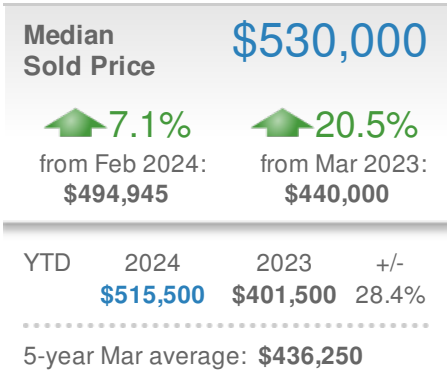 Median $530,000
Sold Price
7.1% 20.5%
from Feb 2024: from Mar 2023:
$494,945 $440,000
YTD 2024 2023 +/-
$515,500 $401,500 28.4%
5-year Mar average: $436,250